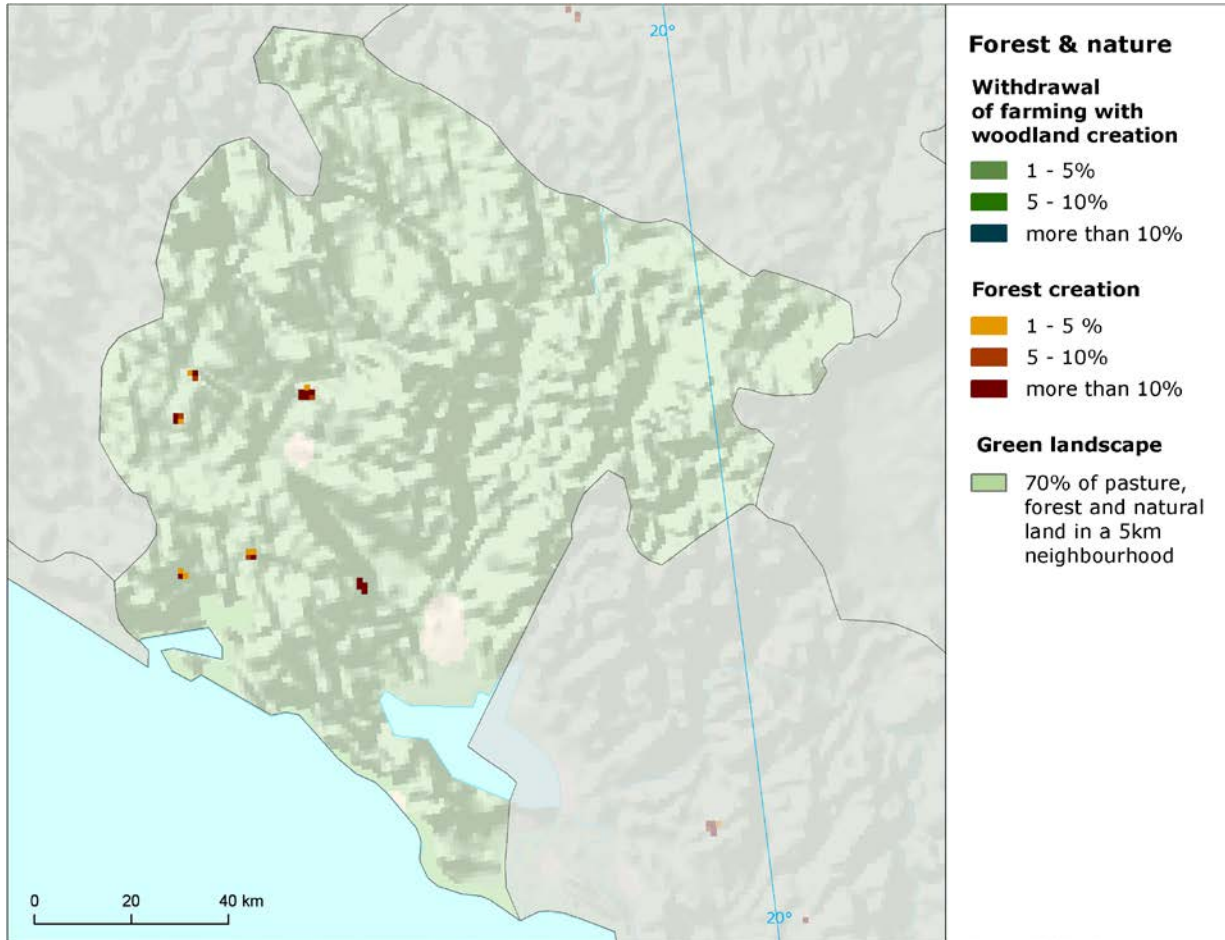 20°
Forest & nature
Withdrawal
of farming with
woodland creation
1 - 5%
5 - 10%
more than 10%
Forest creation
1 - 5 %
5 - 10%
more than 10%
Green landscape
70% of pasture,
forest and natural
land in a 5km
neighbourhood
0 20 40 km
20°